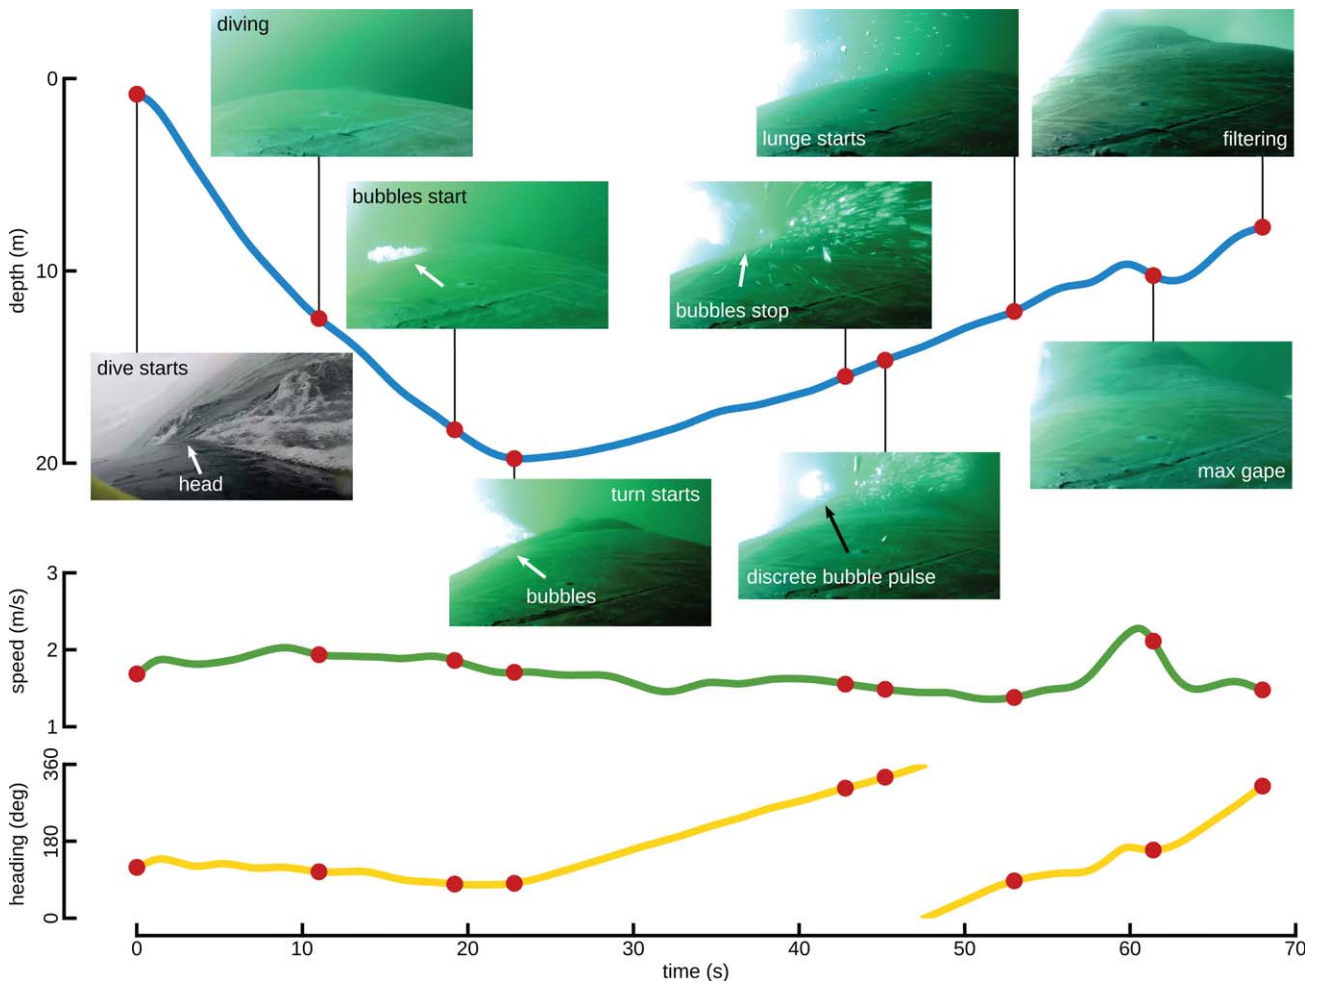 diving
lunge starts
filtering
bubbles start
bubbles stop
dive starts
head
max gape
turn starts
bubbles
discrete bubble pulse
depth (m)
0
10
20
speed (m/s)
3
2
1
heading (deg)
360
180
0
0 10 20 30 40 50 60 70
time (s)